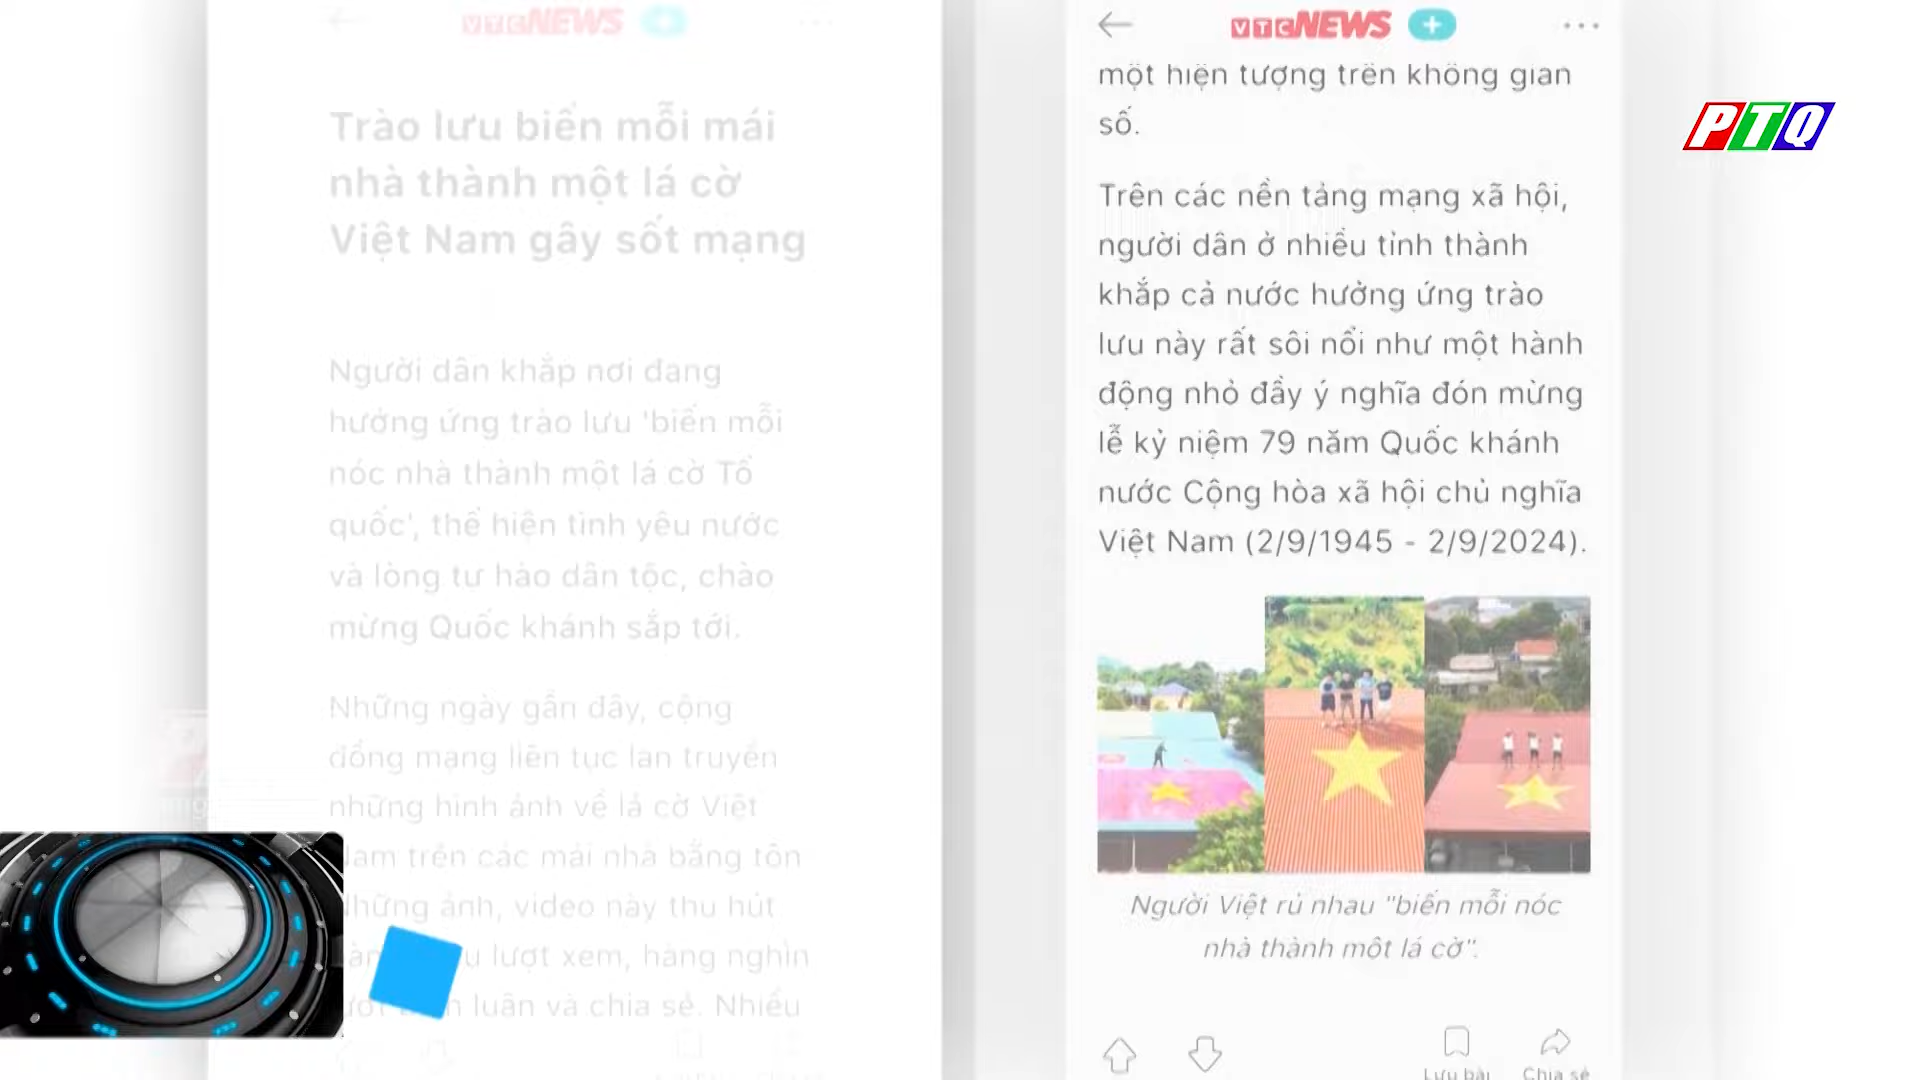 VTC NEWS
Trào lưu biến mỗi mái
nhà thành một lá cờ
Việt Nam gây sốt mạng
Người dân khắp nơi đang
hưởng ứng trào lưu 'biến mỗi
nóc nhà thành một lá cờ Tổ
quốc', thể hiện tình yêu nước
và lòng tự hào dân tộc, chào
mừng Quốc khánh sắp tới.
Những ngày gần đây, cộng
đồng mạng liên tục lan truyền
những hình ảnh về lá cờ Việt
trên các mái nhà bằng tôn
ảnh, video này thu hút
lượt xem, hàng nghìn
luận và chia sẻ. Nhiều
VTC NEWS
một hiện tượng trên không gian
số.
Trên các nền tảng mạng xã hội,
người dân ở nhiều tỉnh thành
khắp cả nước hưởng ứng trào
lưu này rất sôi nổi như một hành
động nhỏ đầy ý nghĩa đón mừng
lễ kỷ niệm 79 năm Quốc khánh
nước Cộng hòa xã hội chủ nghĩa
Việt Nam (2/9/1945 - 2/9/2024).
Người Việt rủ nhau "biến mỗi nóc
nhà thành một lá cờ".
Lưu bài
Chia sẻ
PTQ